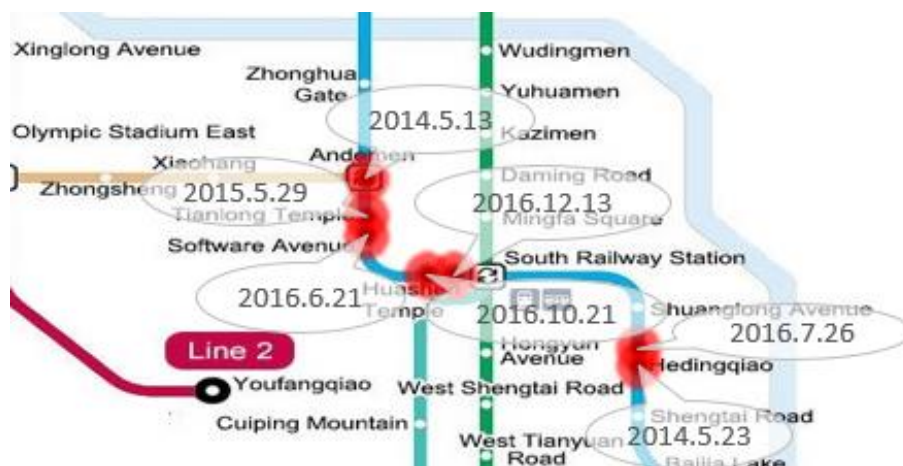 Xinglong Avenue
Wudingmen
Zhonghua
Gate
Yuhuamen
2014.5.13
Kazimen
Olympic Stadium East
Andemen
Xiaohang
Daming Road
Zhongsheng
2015.5.29
2016.12.13
Tianlong Temple
Mingfa Square
Software Avenue
South Railway Station
2016.6.21
Huashen
Temple
2016.10.21
Shuanglong Avenue
2016.7.26
Line 2
Hongyun
Avenue
Hedingqiao
Youfangqiao
West Shengtai Road
Cuiping Mountain
Shengtai Road
2014.5.23
West Tianyuan
Road
Bailia Lake